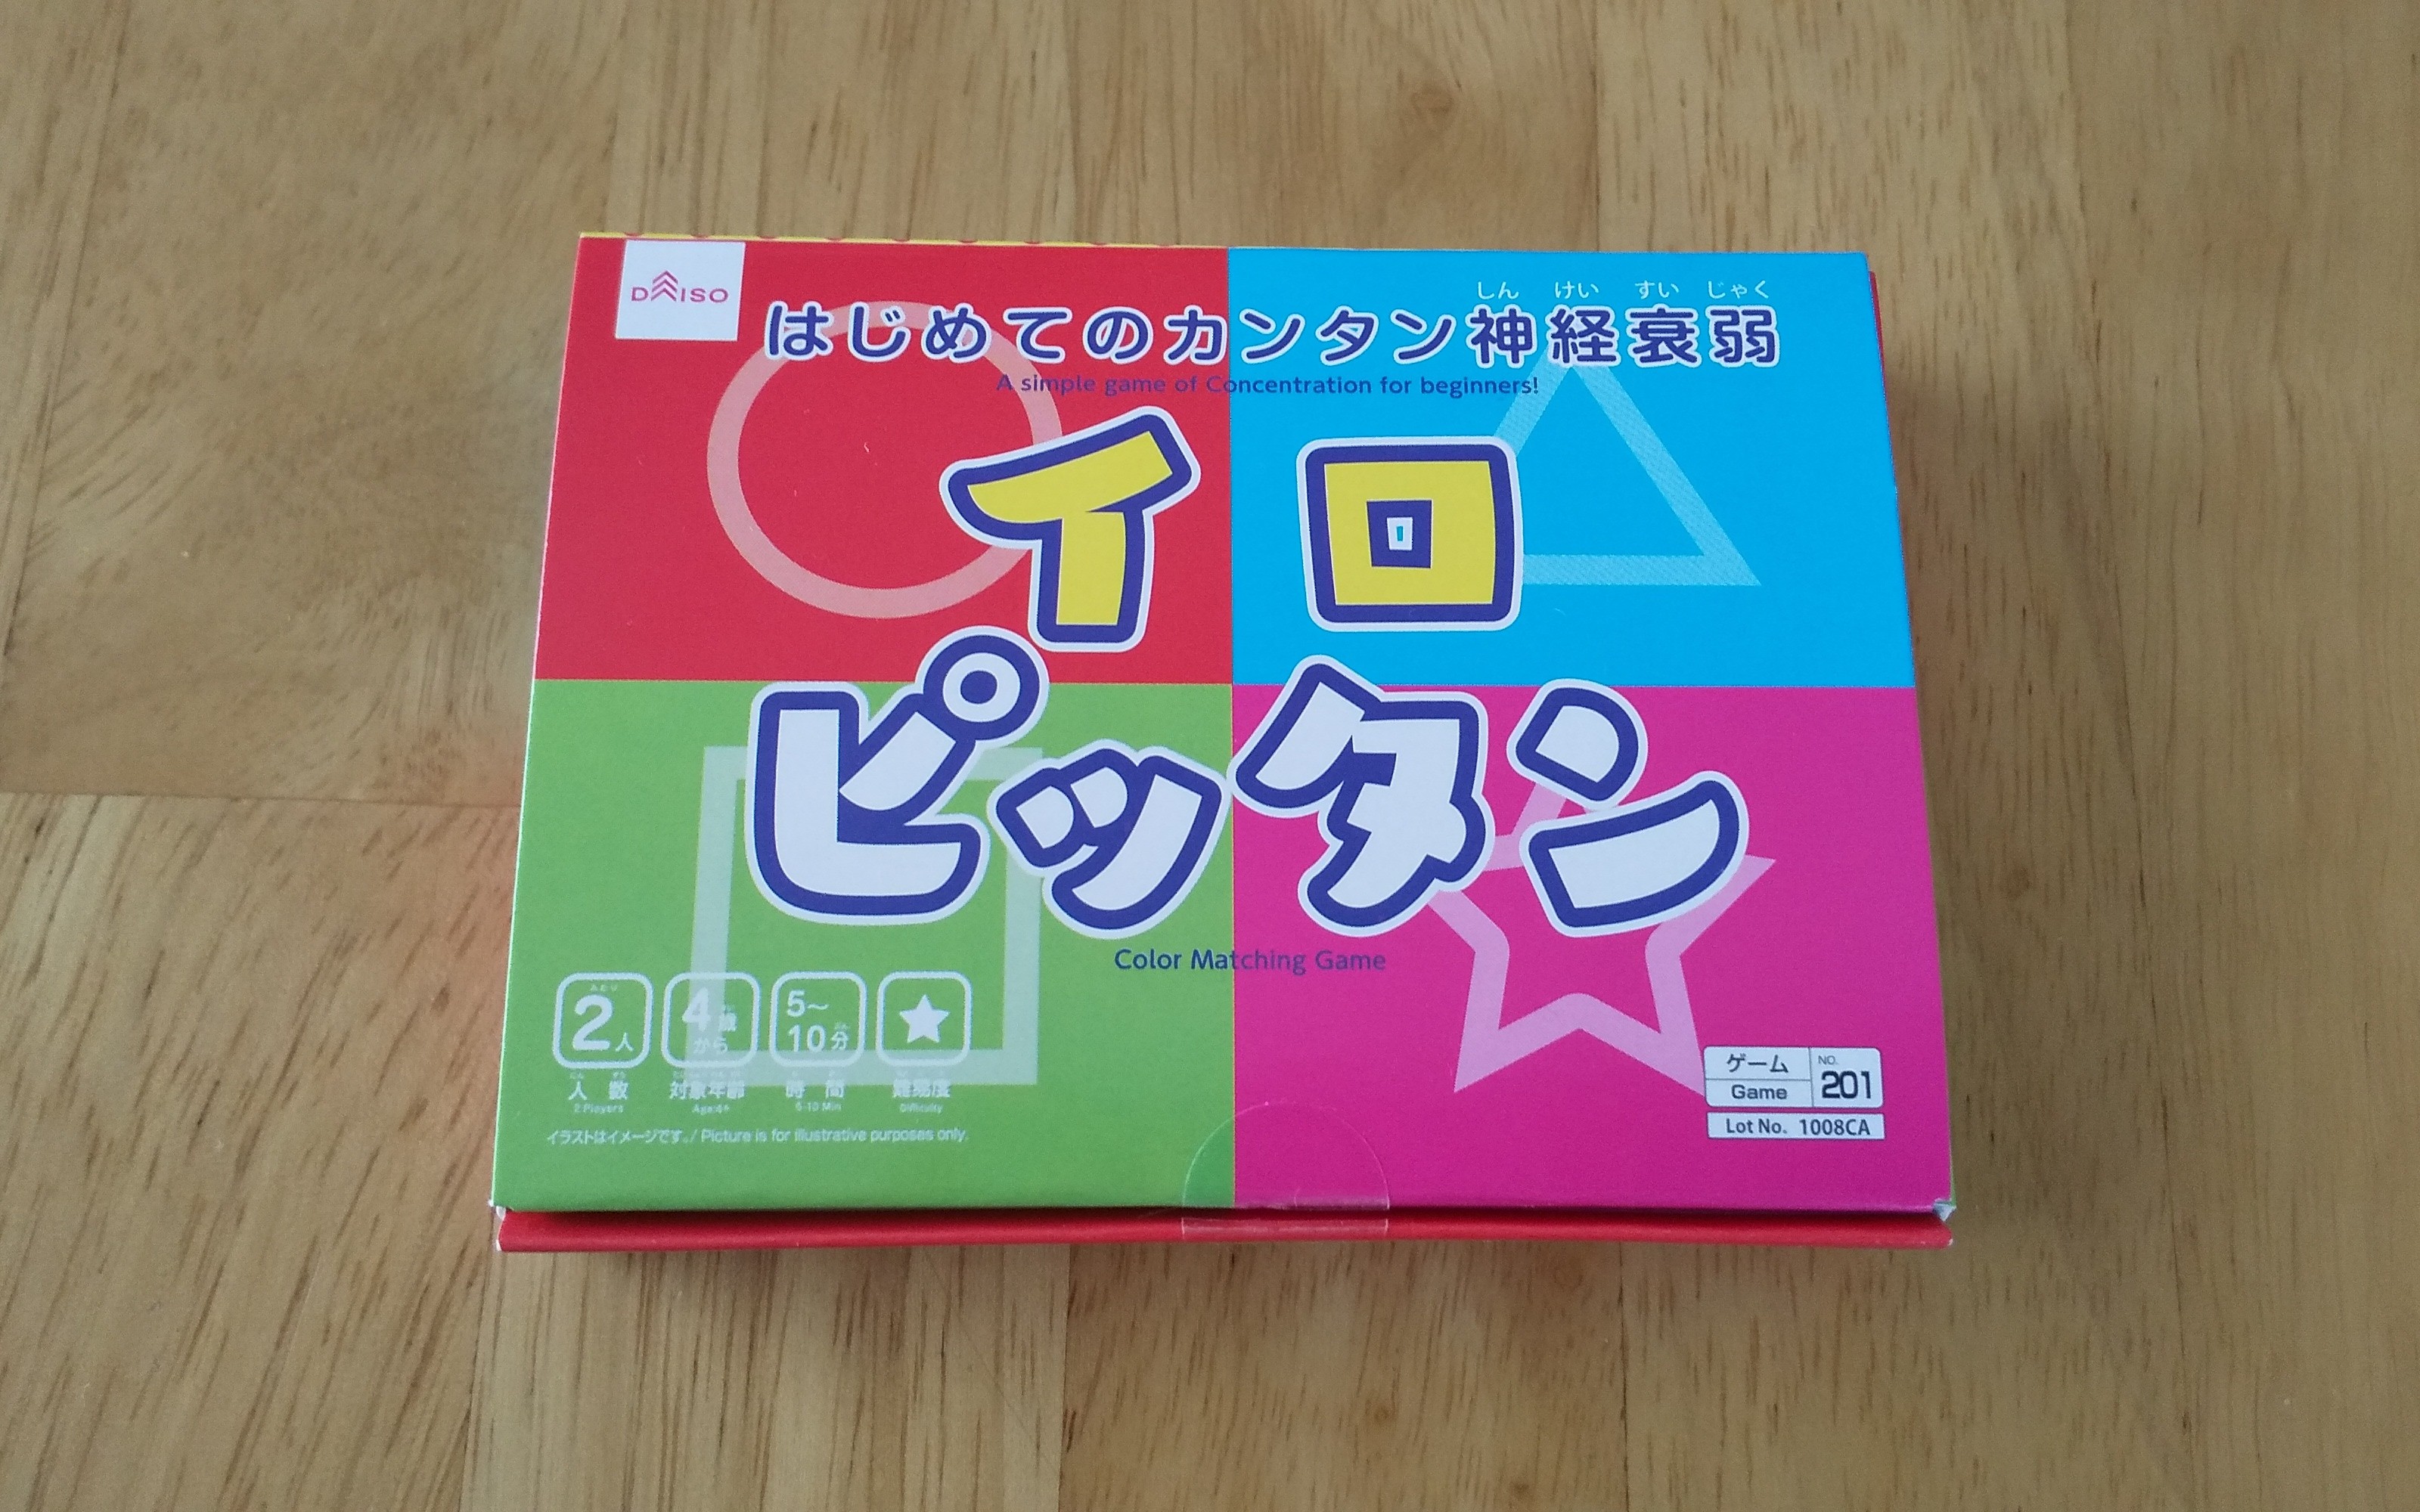 DAISO
しん けい すい じゃく
はじめてのカンタン神経衰弱
A simple game of Concentration for beginners!
イロ
ピッタン
Color Matching Game
ふたり
2人
4歳
から
5~
10分
人数
対象年齢
時間
難易度
2 Players
Age:4+
5-10 Min
Difficulty
イラストはイメージです。/ Picture is for illustrative purposes only.
ゲーム
Game
NO.
201
Lot No. 1008CA